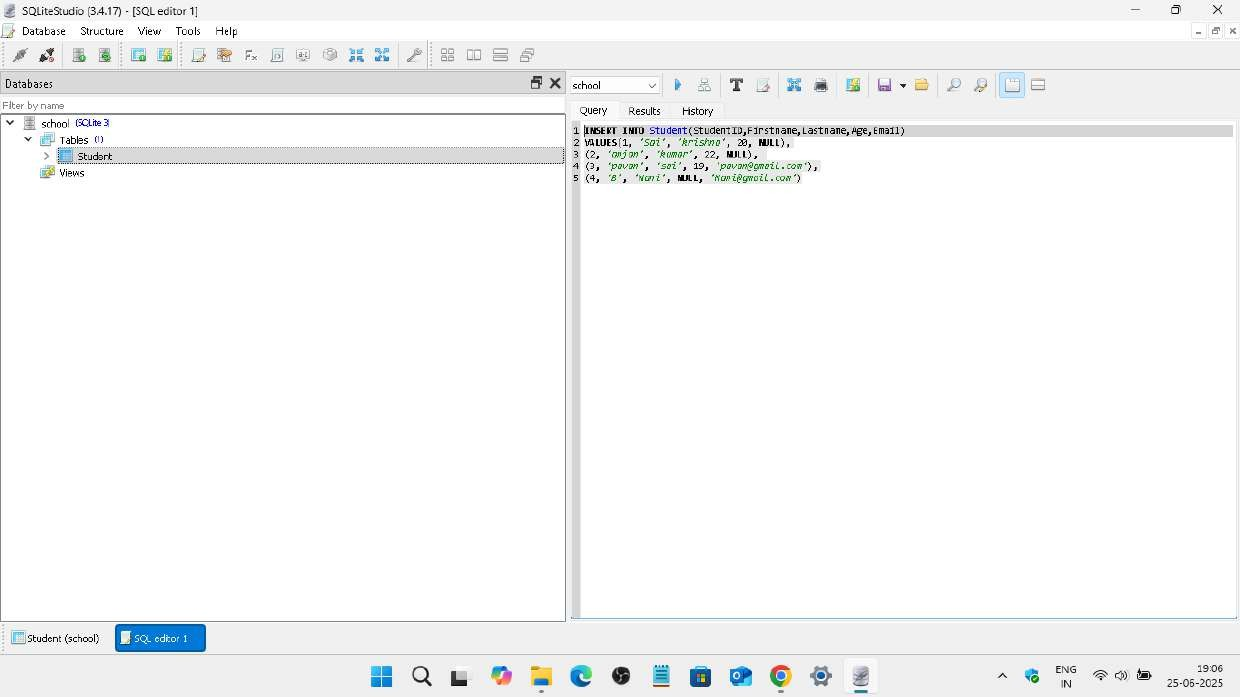 SQLiteStudio (3.4.17) - [SQL editor 1]
Database Structure View Tools Help
Databases
school
Filter by name
Query Results History
school (SQLite 3)
Tables (1)
Student
Views
1 INSERT INTO Student(StudentID,Firstname,Lastname,Age,Email)
2 VALUES(1, 'Sai', 'krishna', 20, NULL),
3 (2, 'anjan', 'kumar', 22, NULL),
4 (3, 'pavan', 'sai', 19, 'pavan@gmail.com'),
5 (4, 'B', 'Mani', NULL, 'Mani@gmail.com')
Student (school) SQL editor 1
ENG
IN
19:06
25-06-2025